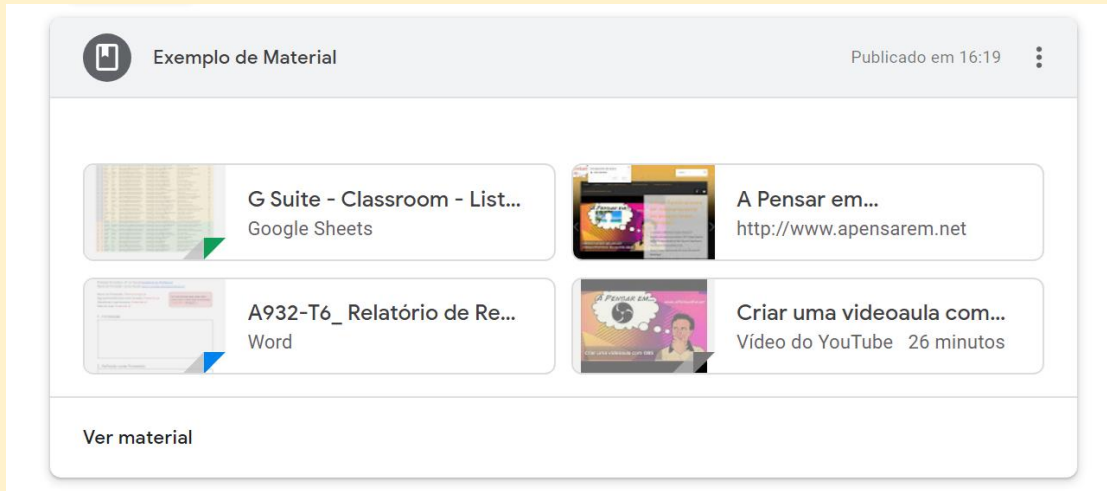 Exemplo de Material
Publicado em 16:19
G Suite - Classroom - List...
Google Sheets
A Pensar em...
http://www.apensarem.net
A932-T6_ Relatório de Re...
Word
Criar uma videoaula com...
Vídeo do YouTube 26 minutos
Ver material